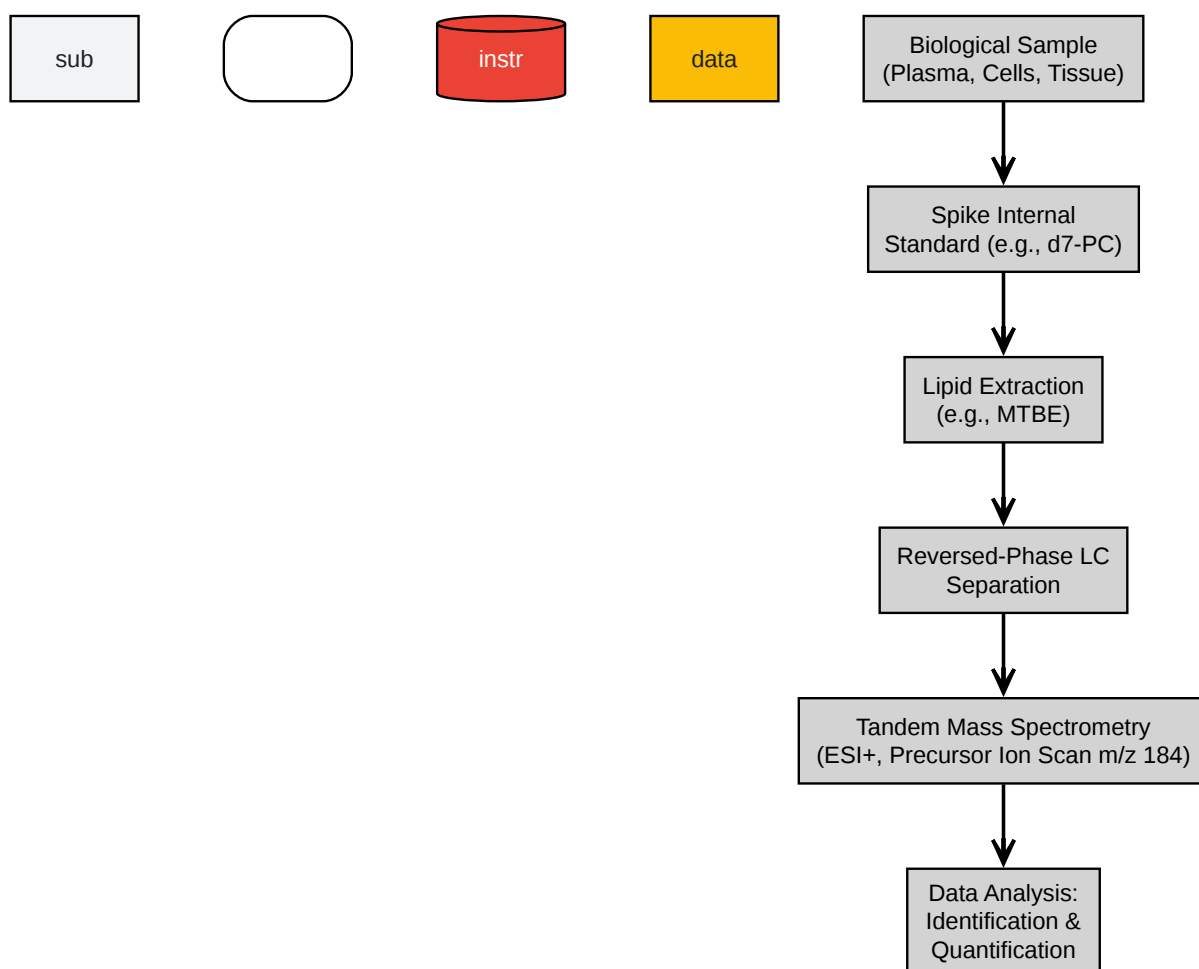 sub
instr
data
Biological Sample
(Plasma, Cells, Tissue)
Spike Internal
Standard (e.g., d7-PC)
Lipid Extraction
(e.g., MTBE)
Reversed-Phase LC
Separation
Tandem Mass Spectrometry
(ESI+, Precursor Ion Scan m/z 184)
Data Analysis:
Identification &
Quantification